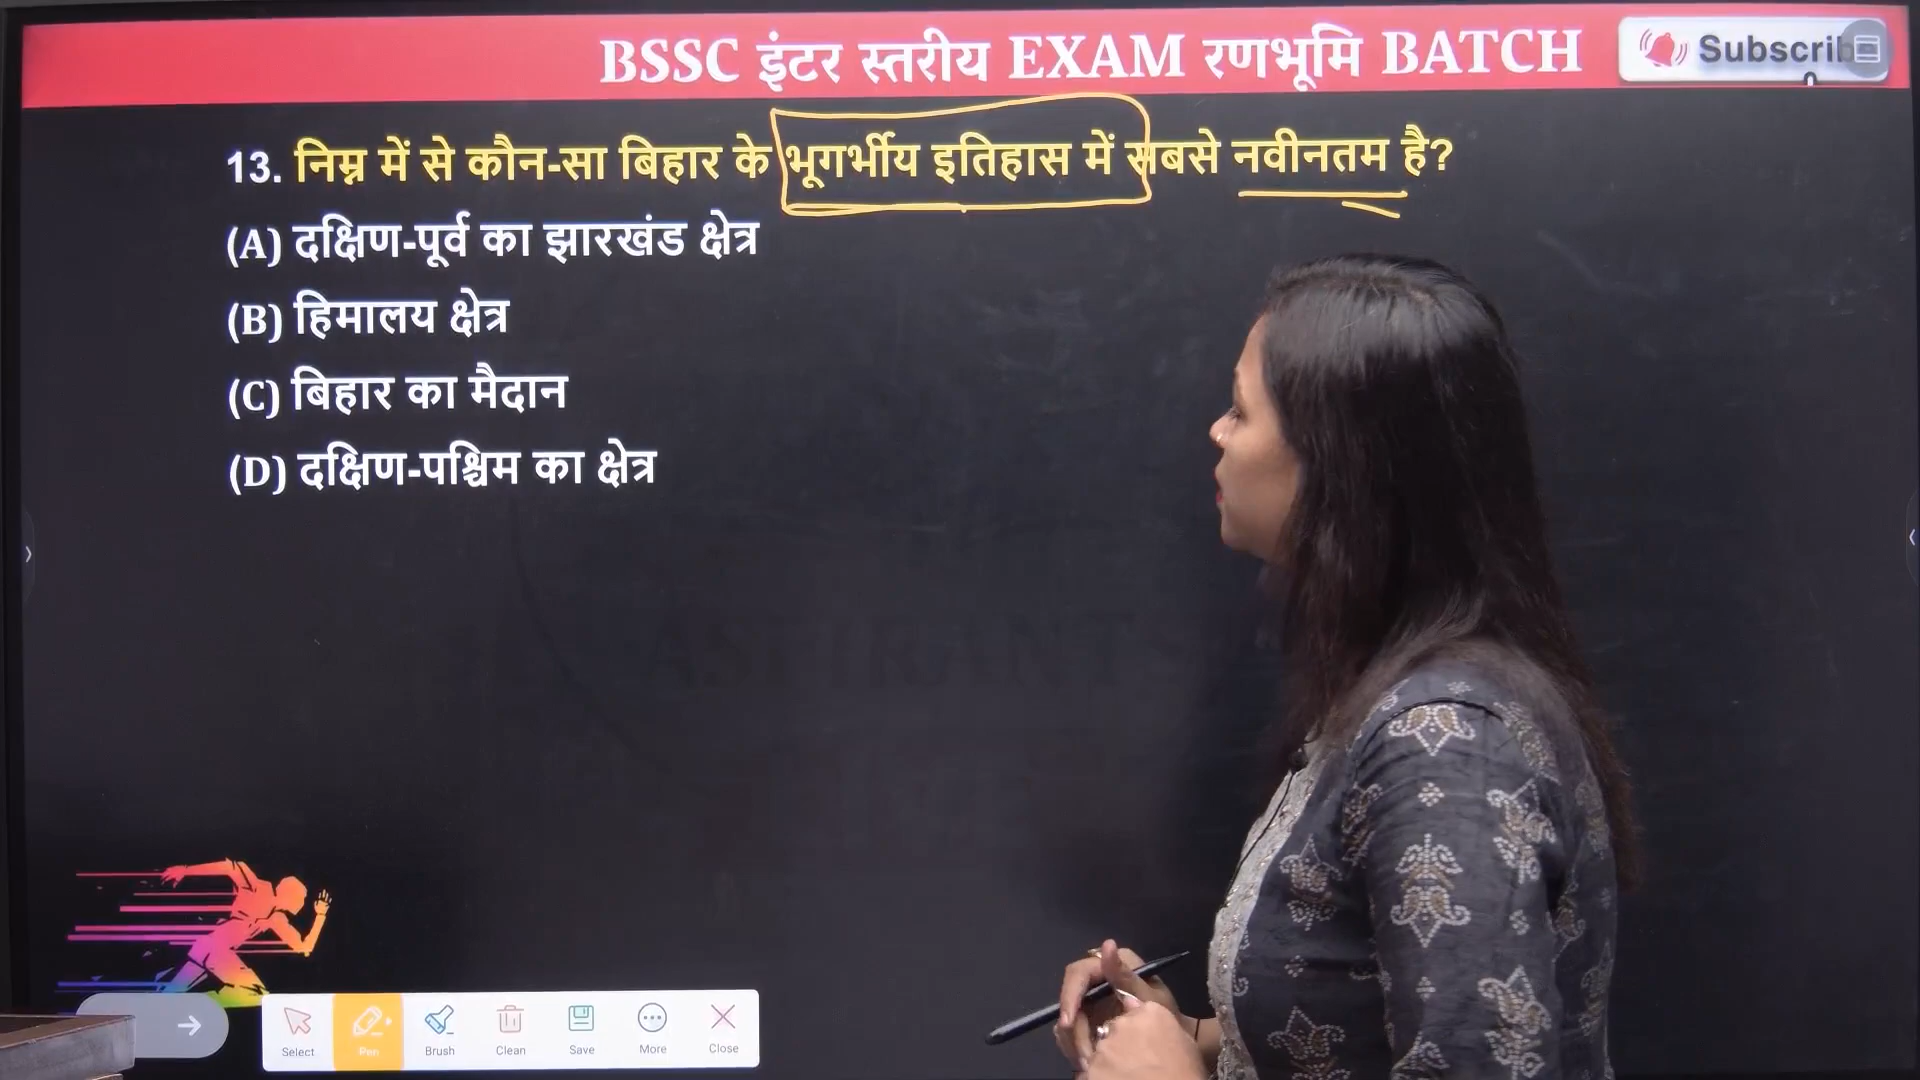 BSSC इंटर स्तरीय EXAM रणभूमि BATCH
Subscrib
13. निम्न में से कौन-सा बिहार के भूगर्भीय इतिहास में सबसे नवीनतम है?
(A) दक्षिण-पूर्व का झारखंड क्षेत्र
(B) हिमालय क्षेत्र
(C) बिहार का मैदान
(D) दक्षिण-पश्चिम का क्षेत्र
ASPIRANTS
Select Pen Brush Clean Save More Close